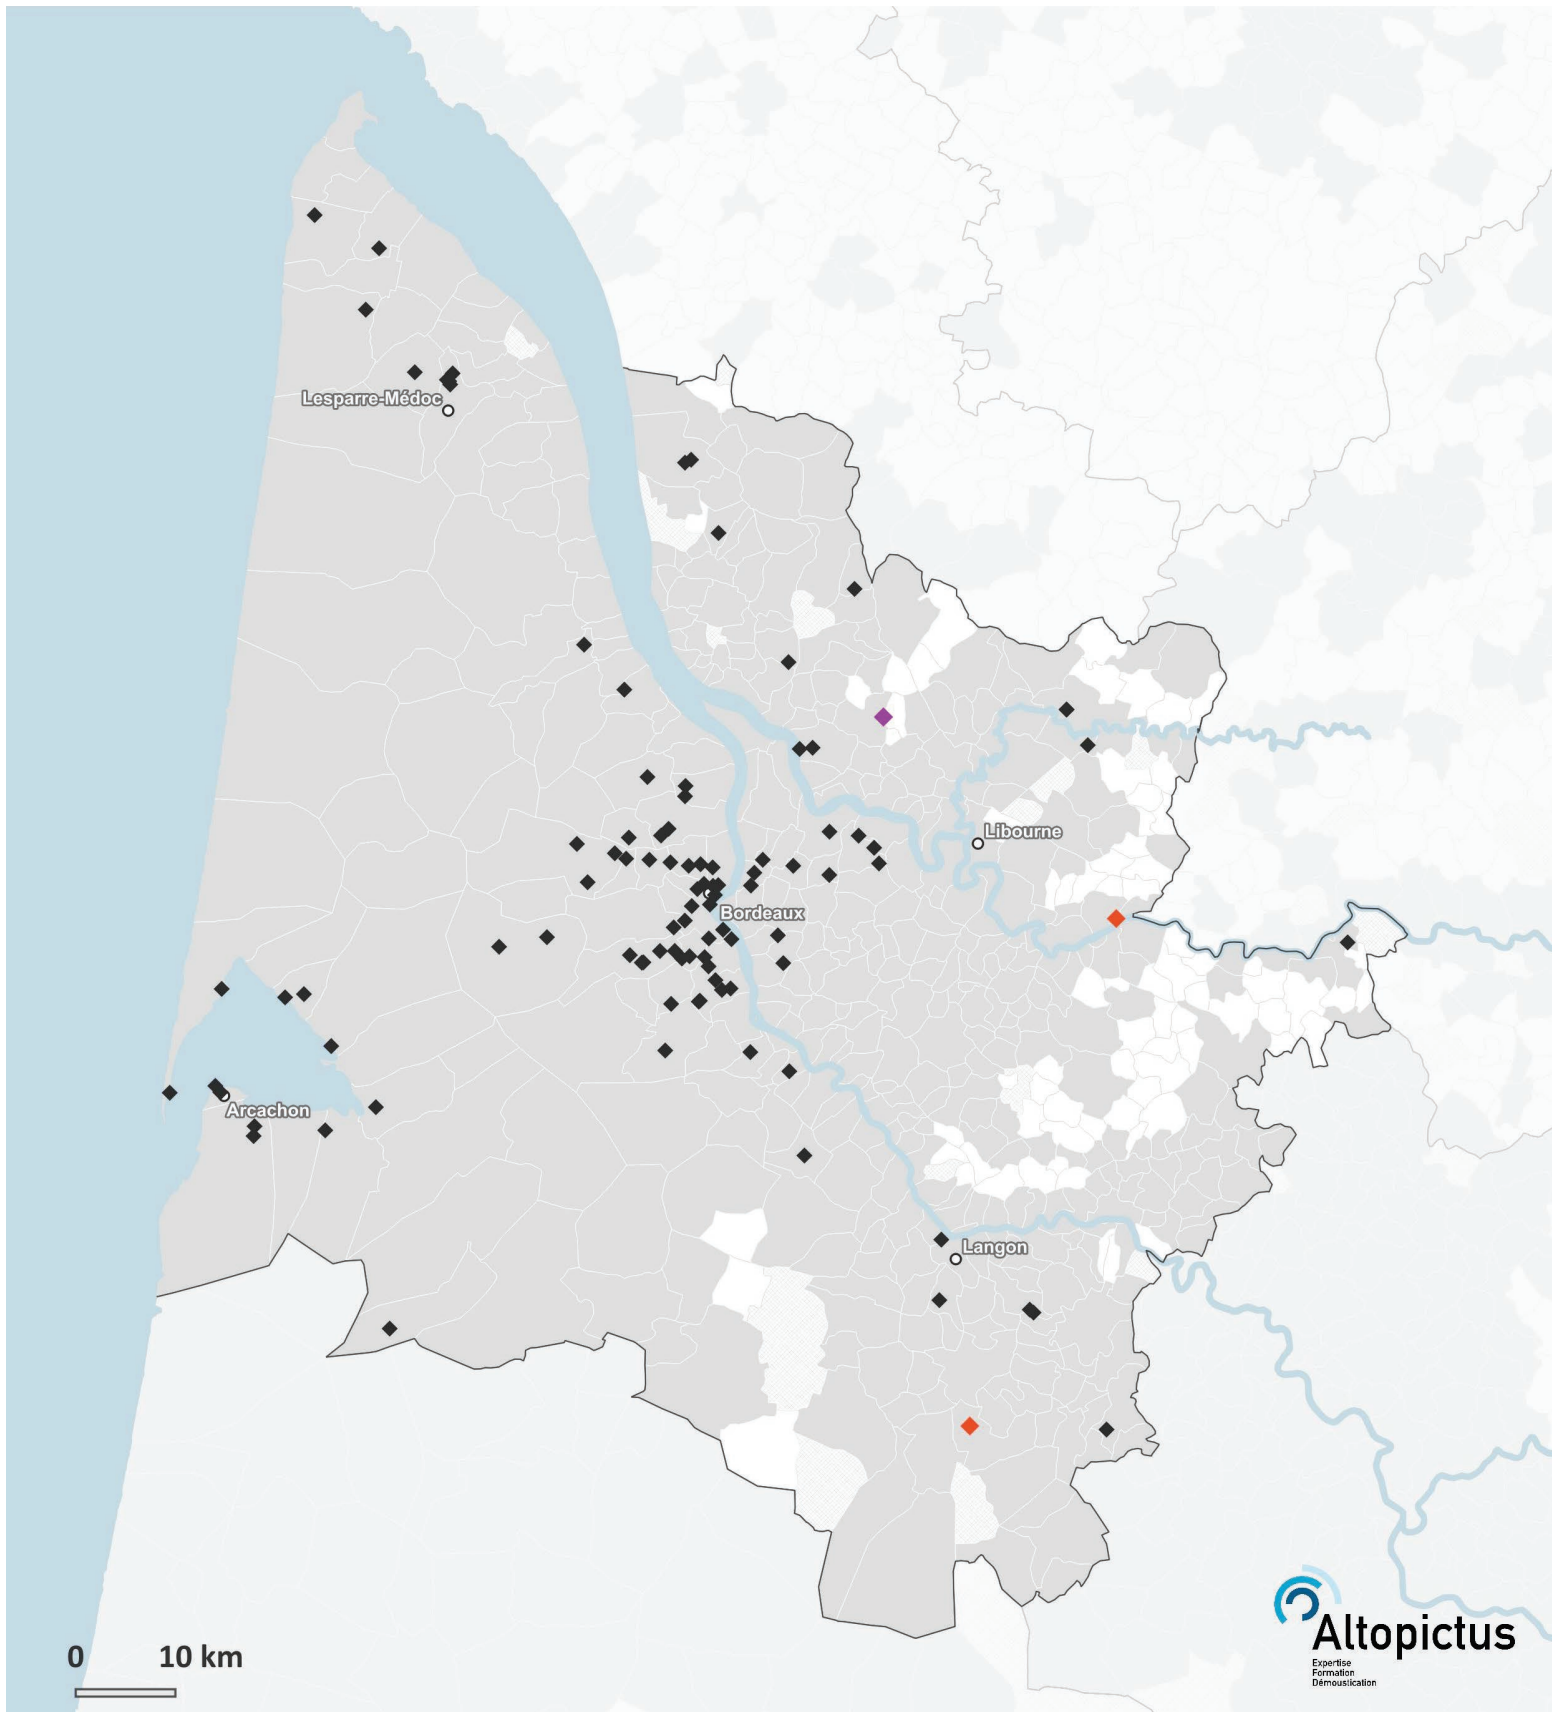 Lesparre-Médoc
Libourne
Bordeaux
Arcachon
Langon
0 10 km
Altopictus
Expertise
Formation
Démoustication